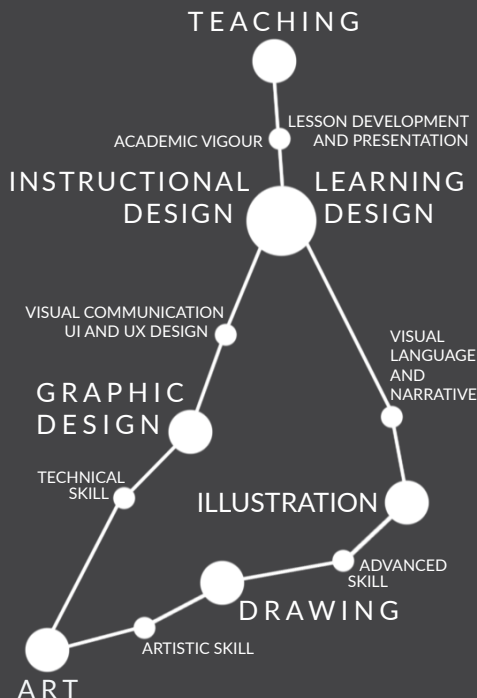 TEACHING
ACADEMIC VIGOUR
LESSON DEVELOPMENT
AND PRESENTATION
INSTRUCTIONAL
DESIGN
LEARNING
DESIGN
VISUAL COMMUNICATION
UI AND UX DESIGN
VISUAL
LANGUAGE
AND
NARRATIVE
GRAPHIC
DESIGN
TECHNICAL
SKILL
ILLUSTRATION
ADVANCED
SKILL
DRAWING
ARTISTIC SKILL
ART